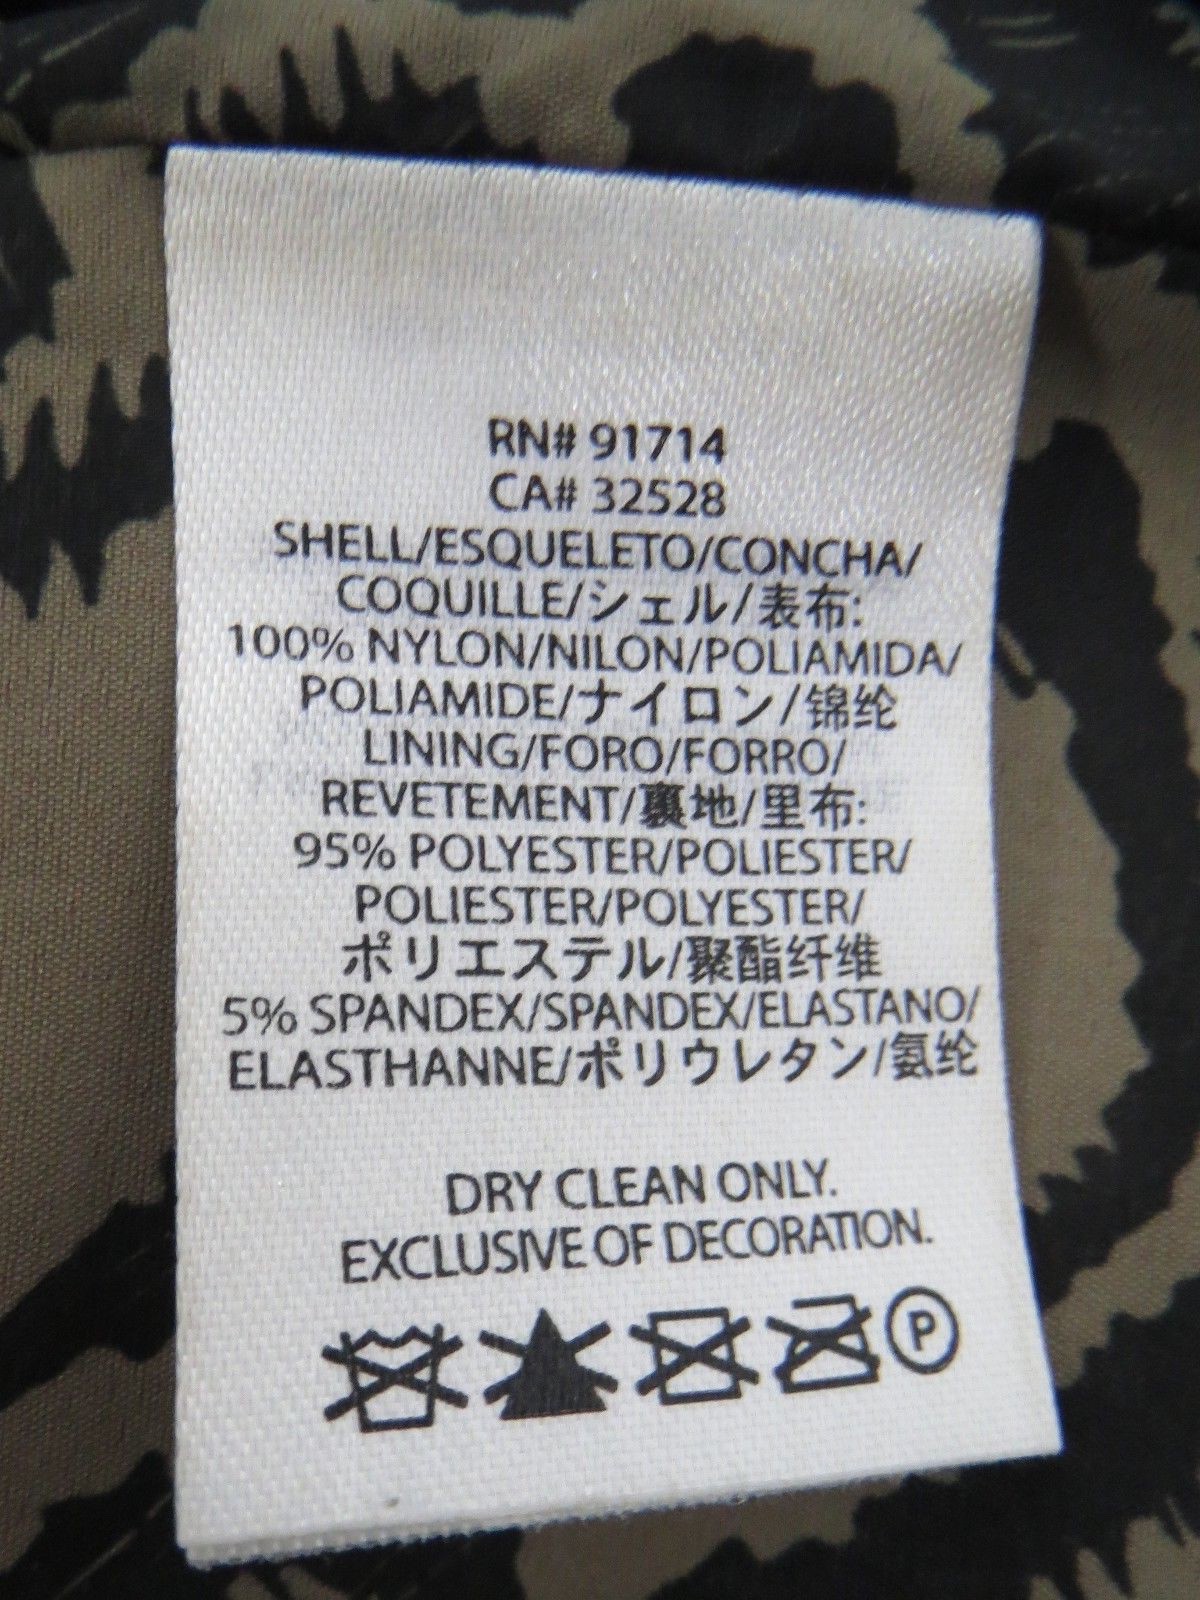 RN# 91714
CA# 32528
SHELL/ESQUELETO/CONCHA/
COQUILLE/シェル/表布:
100% NYLON/NILON/POLIAMIDA/
POLIAMIDE/ナイロン/锦纶
LINING/FORO/FORRO/
REVETEMENT/裏地/里布:
95% POLYESTER/POLIESTER/
POLIESTER/POLYESTER/
ポリエステル/聚酯纤维
5% SPANDEX/SPANDEX/ELASTANO/
ELASTHANNE/ポリウレタン/氨纶
DRY CLEAN ONLY.
EXCLUSIVE OF DECORATION.
P